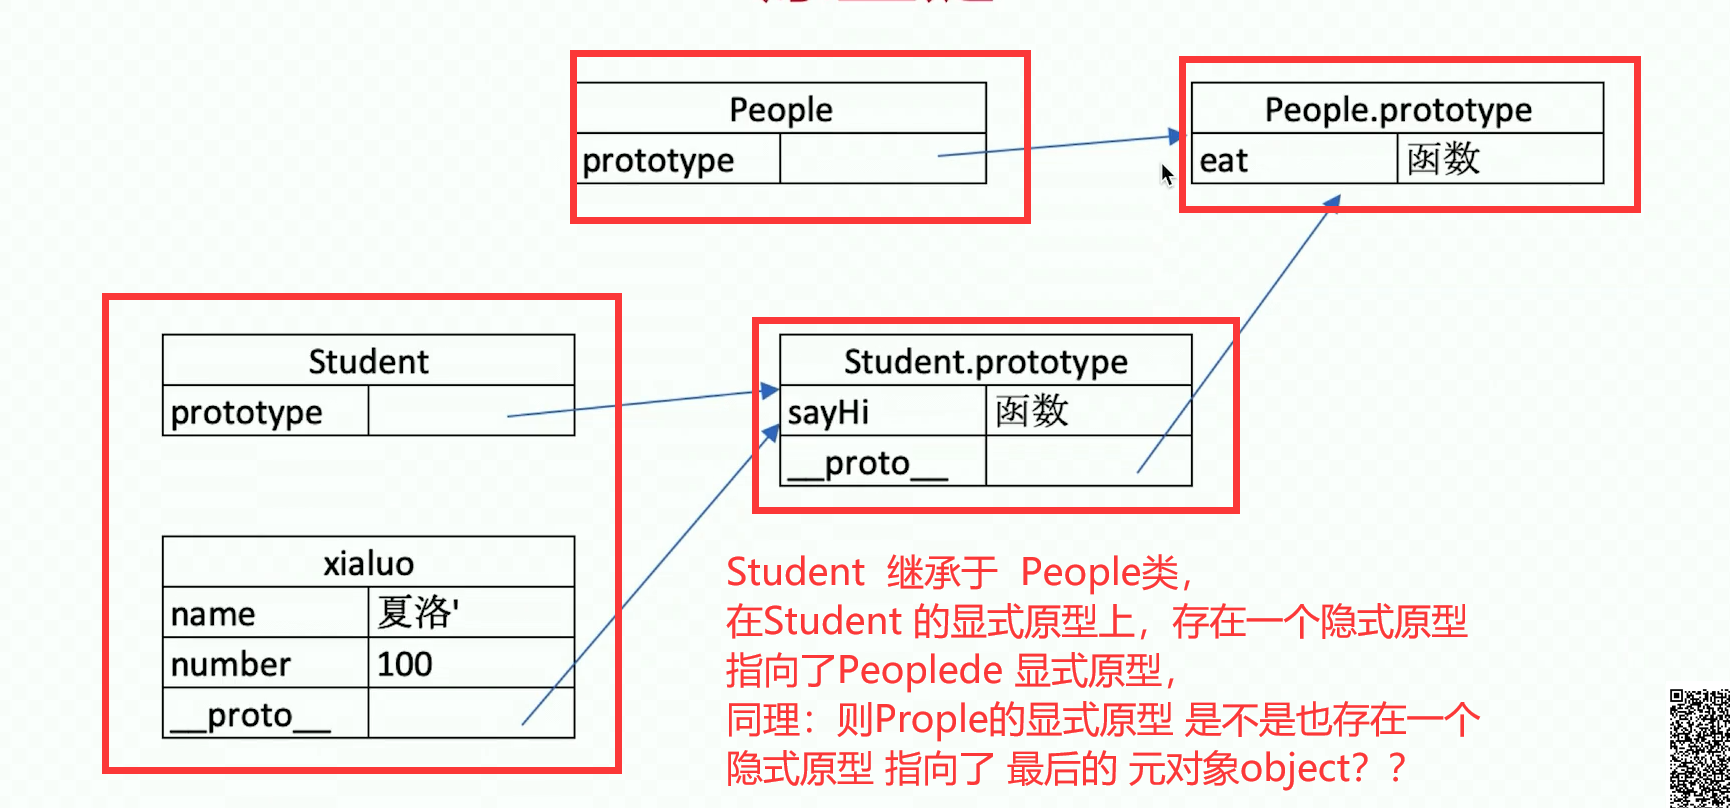 People
prototype
People.prototype
eat 函数
Student
prototype
Student.prototype
sayHi 函数
__proto__
xialuo
name 夏洛'
number 100
__proto__
Student 继承于 People类，
在Student 的显式原型上，存在一个隐式原型
指向了Peoplede 显式原型，
同理：则Prople的显式原型 是不是也存在一个
隐式原型 指向了 最后的 元对象object？？